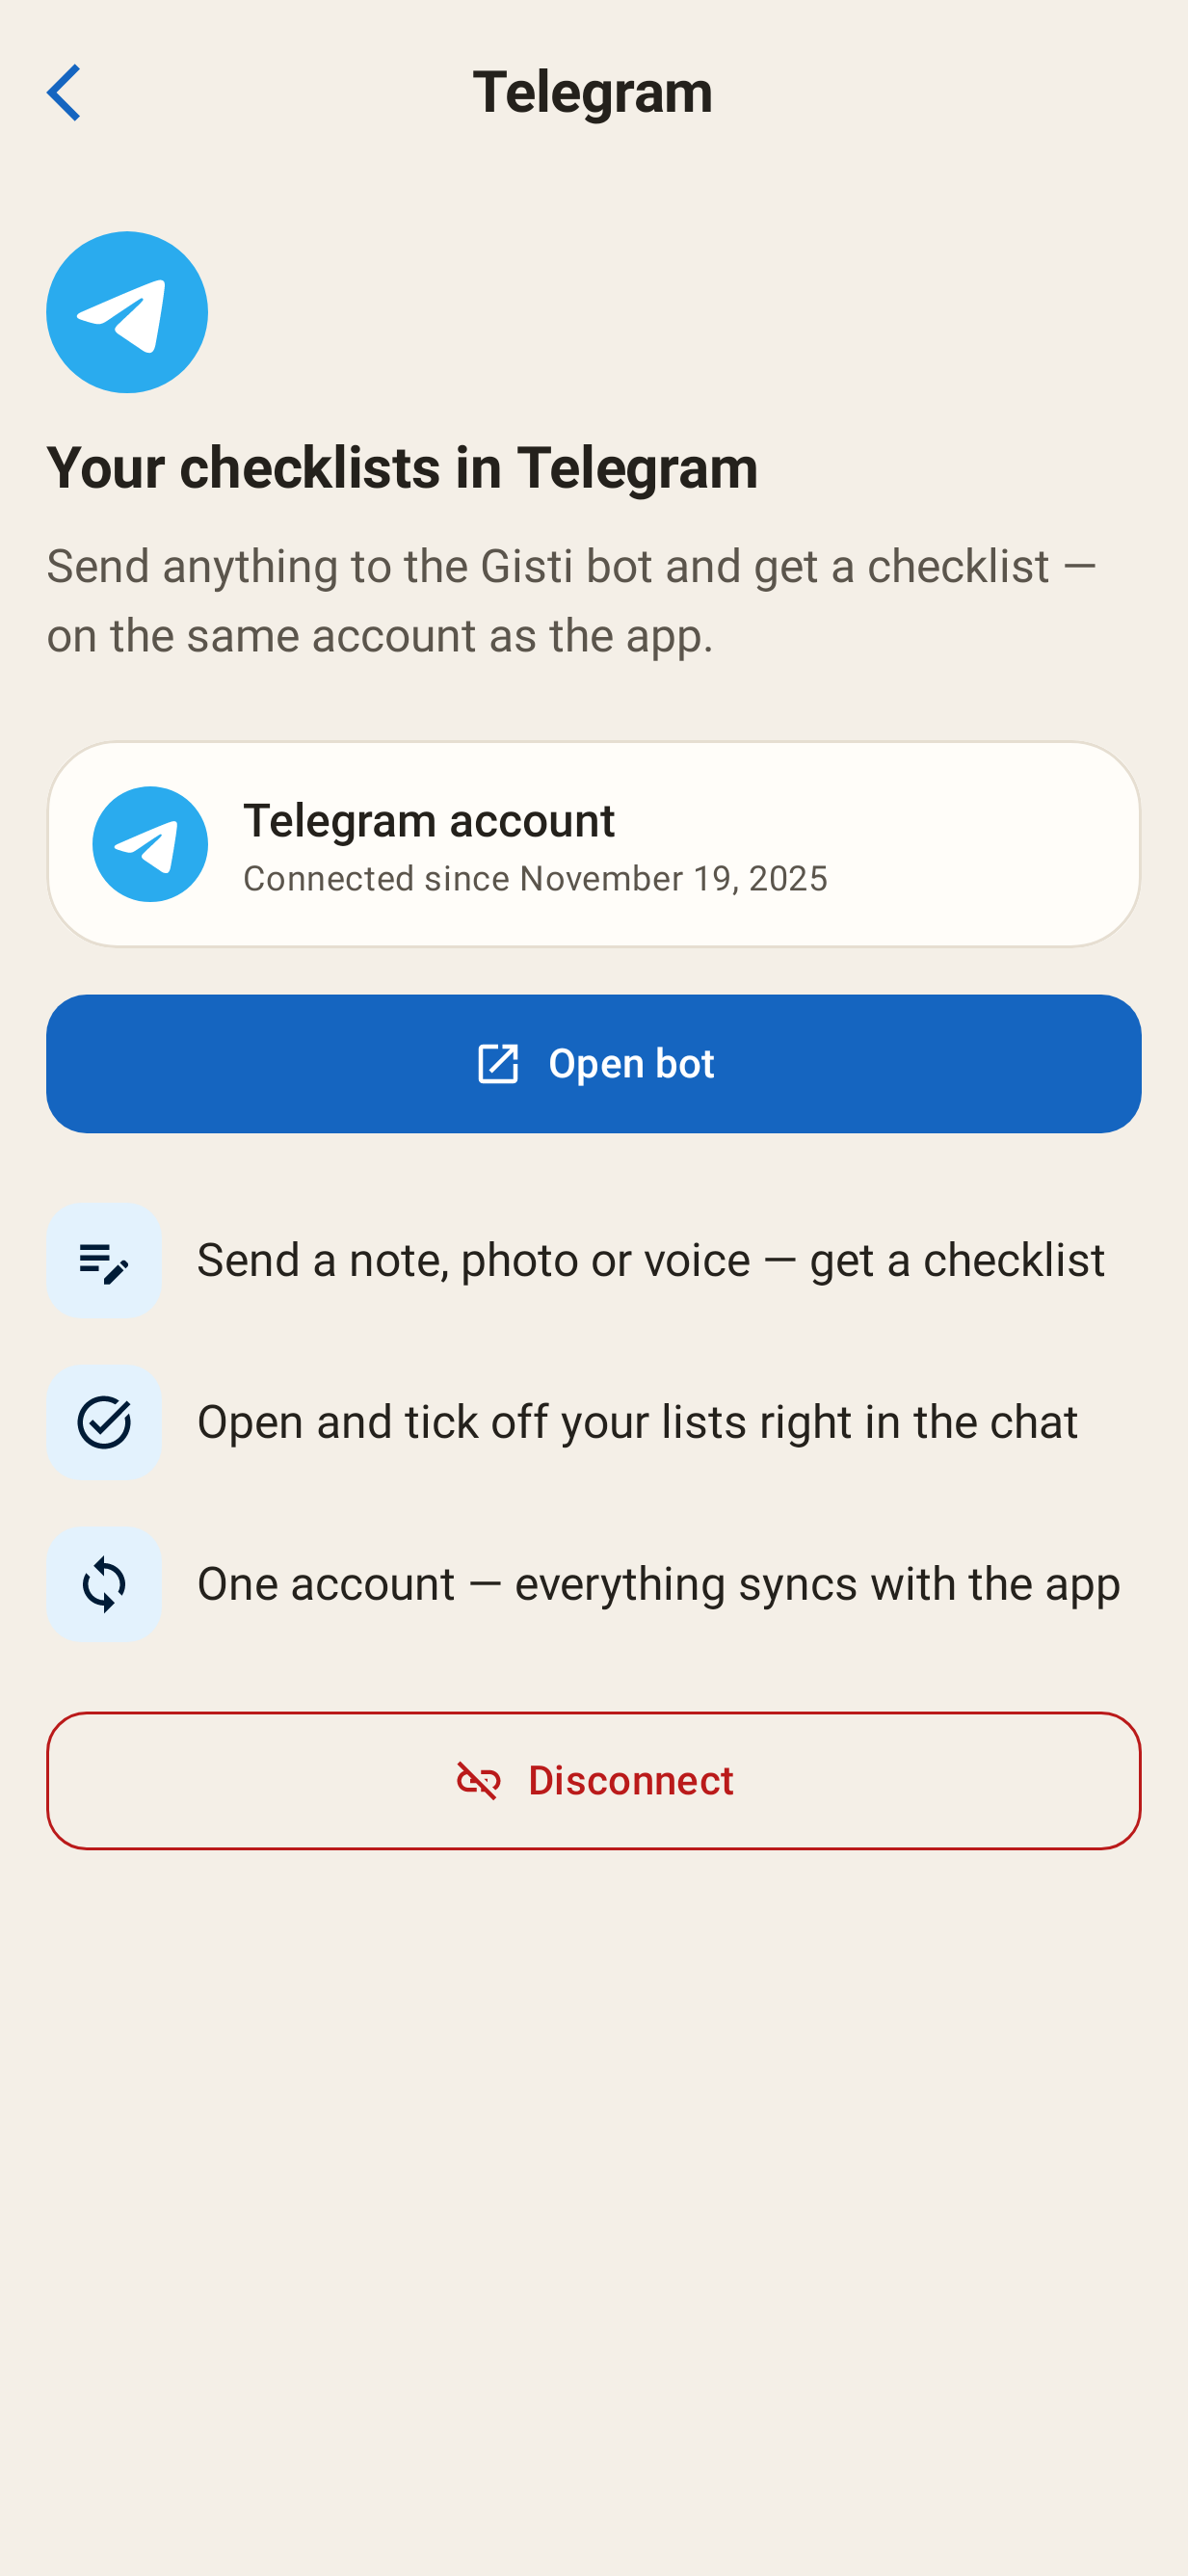 Telegram
Your checklists in Telegram
Send anything to the Gisti bot and get a checklist —
on the same account as the app.
Telegram account
Connected since November 19, 2025
Open bot
Send a note, photo or voice — get a checklist
Open and tick off your lists right in the chat
One account — everything syncs with the app
Disconnect